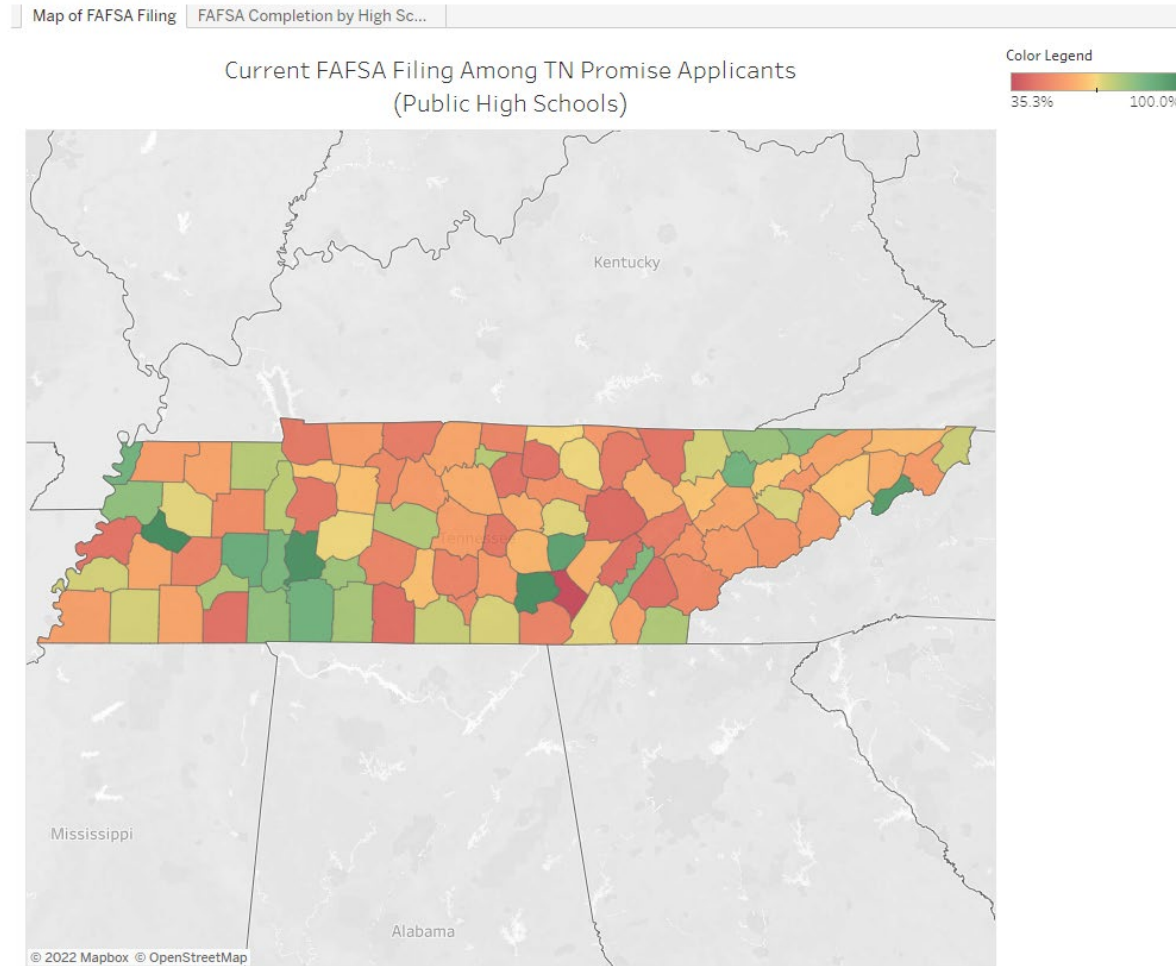 Map of FAFSA Filing
FAFSA Completion by High Sc...
Current FAFSA Filing Among TN Promise Applicants
(Public High Schools)
Color Legend
35.3%
100.0%
Kentucky
Tennessee
Mississippi
Alabama
© 2022 Mapbox © OpenStreetMap